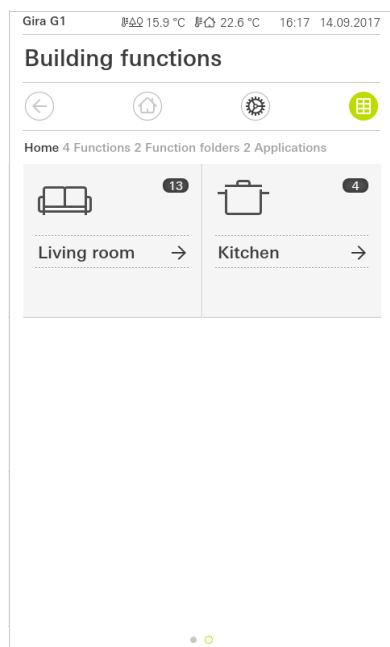 Gira G1 15.9 °C 22.6 °C 16:17 14.09.2017
Building functions
Home 4 Functions 2 Function folders 2 Applications
13 4
Living room Kitchen